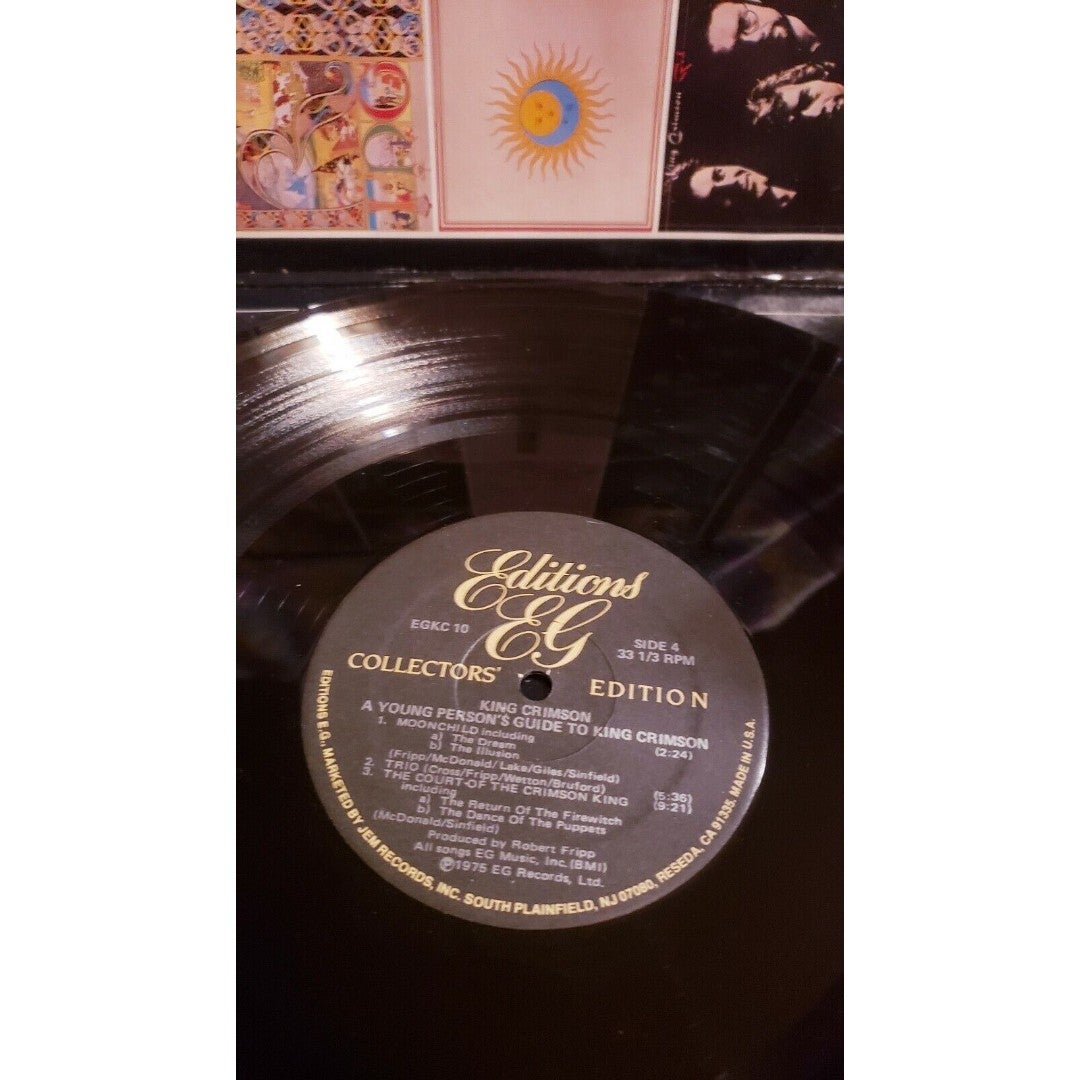 King Crimson
Editions
EG
EGKC 10
SIDE 4
33 1/3 RPM
COLLECTORS' EDITION
KING CRIMSON
A YOUNG PERSON'S GUIDE TO KING CRIMSON
1. MOONCHILD including (2:24)
a) The Dream
b) The Illusion
(Fripp/McDonald/Lake/Giles/Sinfield)
2. TRIO (Cross/Fripp/Wetton/Bruford) (5:36)
3. THE COURT OF THE CRIMSON KING (9:21)
including
a) The Return Of The Firewitch
b) The Dance Of The Puppets
(McDonald/Sinfield)
Produced by Robert Fripp
All songs EG Music, Inc. (BMI)
℗1975 EG Records, Ltd.
EDITIONS E.G., MARKETED BY JEM RECORDS, INC. SOUTH PLAINFIELD, NJ 07080, RESEDA, CA 91335. MADE IN U.S.A.